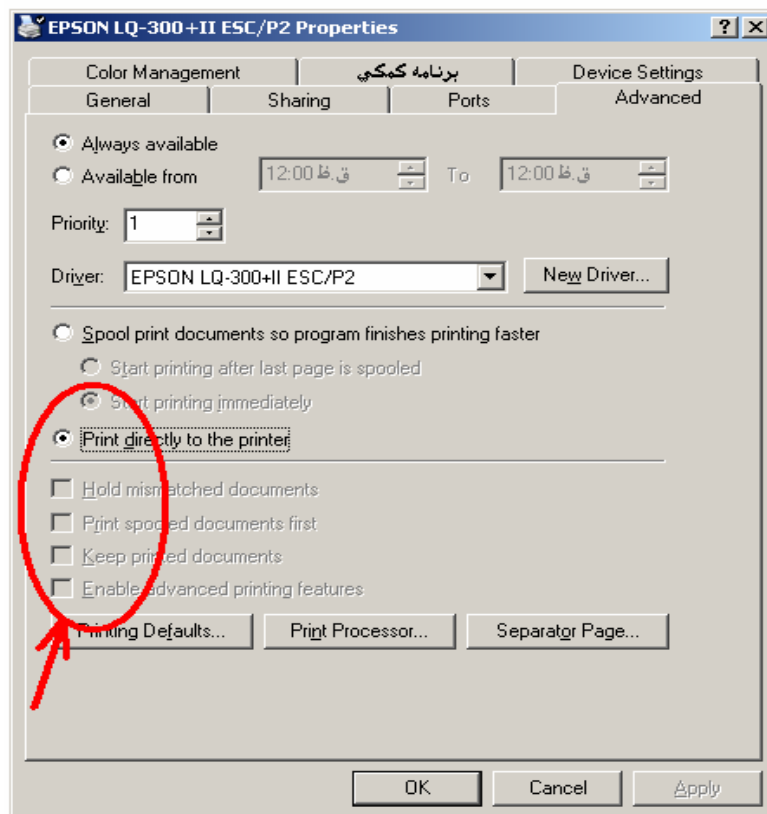 EPSON LQ-300+II ESC/P2 Properties
Color Management برنامه کمکي Device Settings
General Sharing Ports Advanced
Always available
Available from 12:00 ق.ظ To 12:00 ق.ظ
Priority: 1
Driver: EPSON LQ-300+II ESC/P2 New Driver...
Spool print documents so program finishes printing faster
Start printing after last page is spooled
Start printing immediately
Print directly to the printer
Hold mismatched documents
Print spooled documents first
Keep printed documents
Enable advanced printing features
Printing Defaults... Print Processor... Separator Page...
OK Cancel Apply